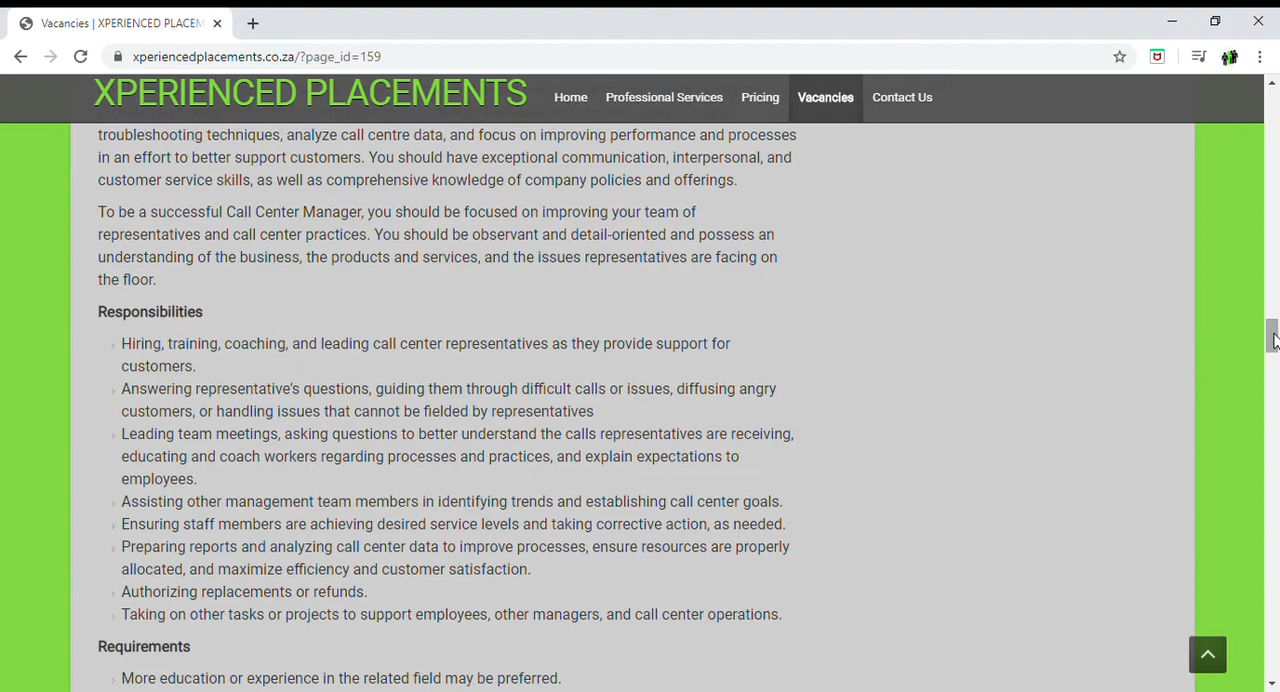 Vacancies | XPERIENCED PLACEM
xperiencedplacements.co.za/?page_id=159
XPERIENCED PLACEMENTS
Home
Professional Services
Pricing
Vacancies
Contact Us
troubleshooting techniques, analyze call centre data, and focus on improving performance and processes
in an effort to better support customers. You should have exceptional communication, interpersonal, and
customer service skills, as well as comprehensive knowledge of company policies and offerings.
To be a successful Call Center Manager, you should be focused on improving your team of
representatives and call center practices. You should be observant and detail-oriented and possess an
understanding of the business, the products and services, and the issues representatives are facing on
the floor.
Responsibilities
Hiring, training, coaching, and leading call center representatives as they provide support for
customers.
Answering representative's questions, guiding them through difficult calls or issues, diffusing angry
customers, or handling issues that cannot be fielded by representatives
Leading team meetings, asking questions to better understand the calls representatives are receiving,
educating and coach workers regarding processes and practices, and explain expectations to
employees.
Assisting other management team members in identifying trends and establishing call center goals.
Ensuring staff members are achieving desired service levels and taking corrective action, as needed.
Preparing reports and analyzing call center data to improve processes, ensure resources are properly
allocated, and maximize efficiency and customer satisfaction.
Authorizing replacements or refunds.
Taking on other tasks or projects to support employees, other managers, and call center operations.
Requirements
More education or experience in the related field may be preferred.